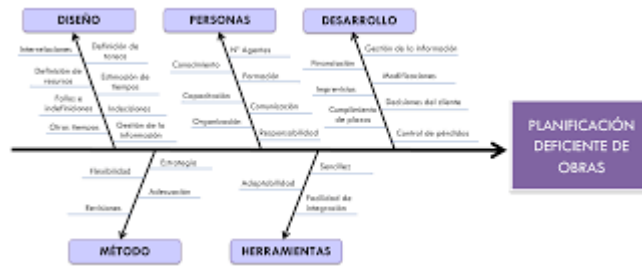 DISEÑO
PERSONAS
DESARROLLO
Interrelaciones
Definición de
tareas
Definición de
recursos
Estimación de
tiempos
Fallos e
indefiniciones
Indecisiones
Otros tiempos
Gestión de la
información
Nº Agentes
Conocimiento
Formación
Capacitación
Comunicación
Organización
Responsabilidad
Gestión de la información
Financiación
Modificaciones
Imprevistos
Decisiones del cliente
Cumplimiento
de plazos
Control de pérdidas
PLANIFICACIÓN
DEFICIENTE DE
OBRAS
Estrategia
Flexibilidad
Adecuación
Revisiones
Sencillez
Adaptabilidad
Facilidad de
integración
MÉTODO
HERRAMIENTAS